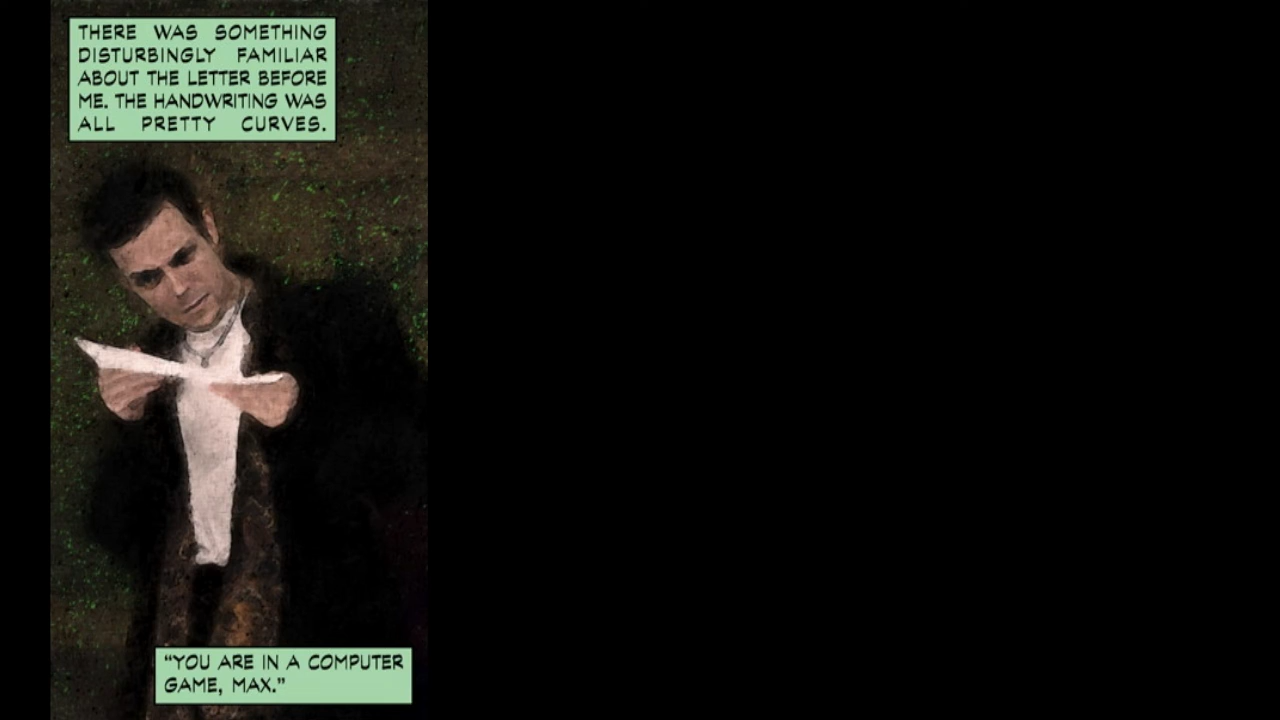 THERE WAS SOMETHING
DISTURBINGLY FAMILIAR
ABOUT THE LETTER BEFORE
ME. THE HANDWRITING WAS
ALL PRETTY CURVES.
“YOU ARE IN A COMPUTER
GAME, MAX.”